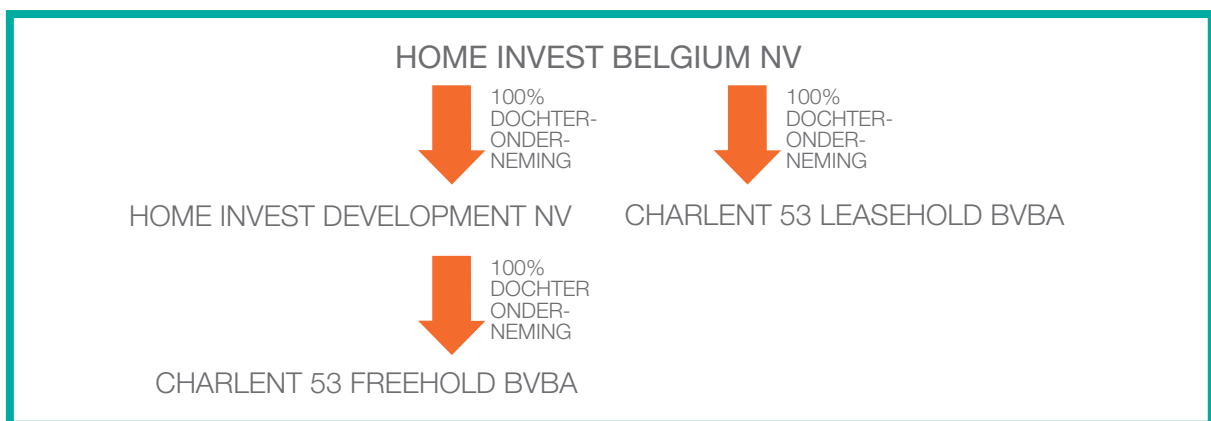 HOME INVEST BELGIUM NV
100%
DOCHTER-
ONDER-
NEMING
100%
DOCHTER-
ONDER-
NEMING
HOME INVEST DEVELOPMENT NV
CHARLENT 53 LEASEHOLD BVBA
100%
DOCHTER
ONDER-
NEMING
CHARLENT 53 FREEHOLD BVBA